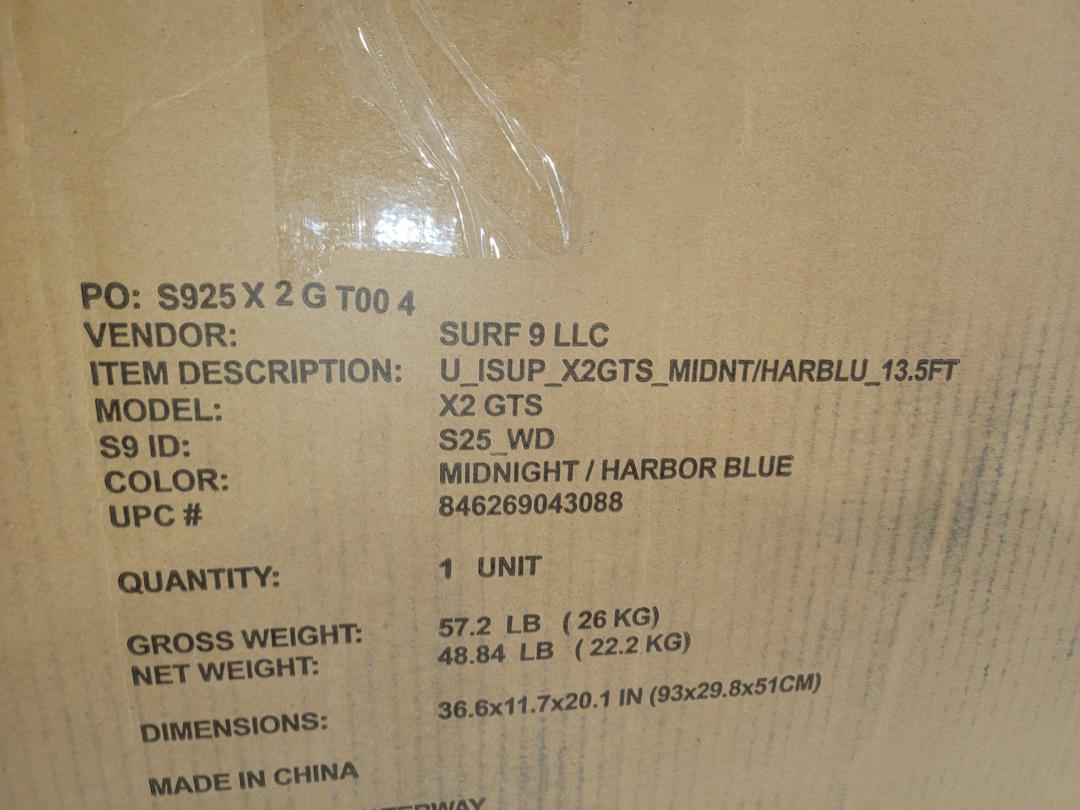 PO: S925 X 2 G T00 4
VENDOR: SURF 9 LLC
ITEM DESCRIPTION: U_ISUP_X2GTS_MIDNT/HARBLU_13.5FT
MODEL: X2 GTS
S9 ID: S25_WD
COLOR: MIDNIGHT / HARBOR BLUE
UPC # 846269043088
QUANTITY: 1 UNIT
GROSS WEIGHT: 57.2 LB ( 26 KG)
NET WEIGHT: 48.84 LB ( 22.2 KG)
DIMENSIONS: 36.6x11.7x20.1 IN (93x29.8x51CM)
MADE IN CHINA